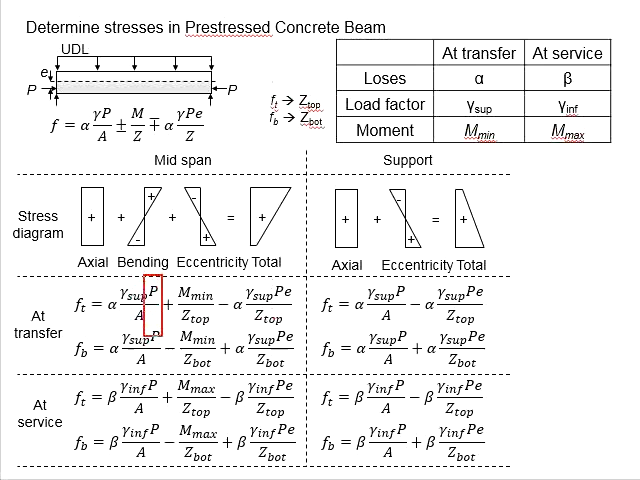 Determine stresses in Prestressed Concrete Beam
UDL
e
P
P
f = α γP/A ± M/Z ∓ α γPe/Z
f_t → Z_top
f_b → Z_bot
At transfer At service
Loses α β
Load factor γ_sup γ_inf
Moment M_min M_max
Mid span Support
Stress diagram
+ + + - + - + = +
+ + - + = +
Axial Bending Eccentricity Total
Axial Eccentricity Total
At transfer
f_t = α γ_sup P/A + M_min/Z_top − α γ_sup Pe/Z_top
f_t = α γ_sup P/A − α γ_sup Pe/Z_top
f_b = α γ_sup P/A − M_min/Z_bot + α γ_sup Pe/Z_bot
f_b = α γ_sup P/A + α γ_sup Pe/Z_bot
At service
f_t = β γ_inf P/A + M_max/Z_top − β γ_inf Pe/Z_top
f_t = β γ_inf P/A − β γ_inf Pe/Z_top
f_b = β γ_inf P/A − M_max/Z_bot + β γ_inf Pe/Z_bot
f_b = β γ_inf P/A + β γ_inf Pe/Z_bot